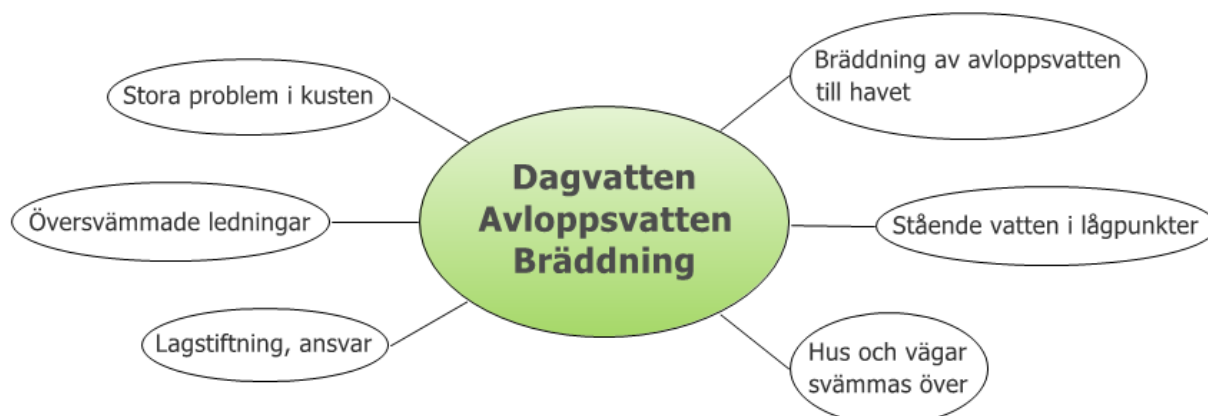 Bräddning av avloppsvatten
till havet
Stora problem i kusten
Dagvatten
Avloppsvatten
Bräddning
Översvämmade ledningar
Stående vatten i lågpunkter
Lagstiftning, ansvar
Hus och vägar
svämmas över